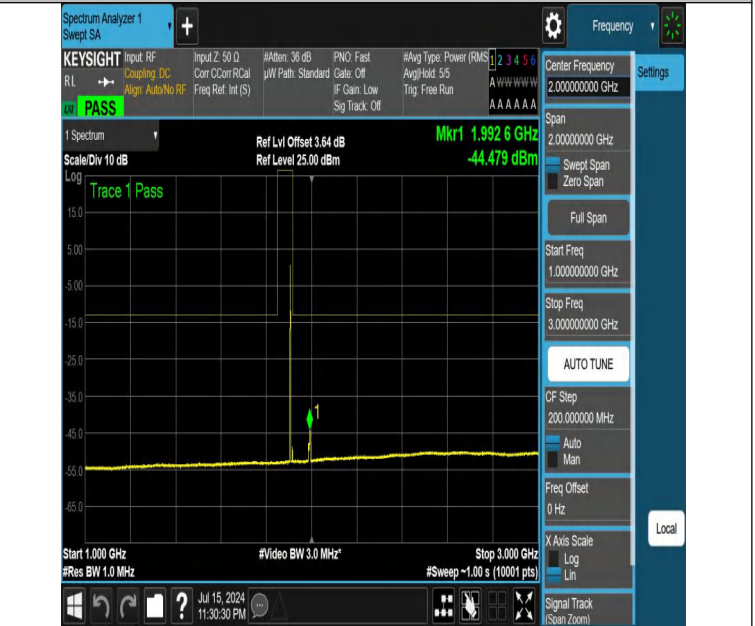 Spectrum Analyzer 1
Swept SA
+
Frequency
KEYSIGHT
RL
PASS
Input: RF
Coupling: DC
Align: Auto/No RF
Input Z: 50 Ω
Corr CCorr RCal
Freq Ref: Int (S)
#Atten: 36 dB
µW Path: Standard
PNO: Fast
Gate: Off
IF Gain: Low
Sig Track: Off
#Avg Type: Power (RMS
Avg|Hold: 5/5
Trig: Free Run
1 2 3 4 5 6
A W W W W W
A A A A A A
1 Spectrum
Scale/Div 10 dB
Ref Lvl Offset 3.64 dB
Ref Level 25.00 dBm
Mkr1 1.992 6 GHz
-44.479 dBm
Log
Trace 1 Pass
15.0
5.00
-5.00
-15.0
-25.0
-35.0
-45.0
-55.0
-65.0
1
Start 1.000 GHz
#Res BW 1.0 MHz
#Video BW 3.0 MHz*
Stop 3.000 GHz
#Sweep ~1.00 s (10001 pts)
Center Frequency
2.000000000 GHz
Settings
Span
2.00000000 GHz
Swept Span
Zero Span
Full Span
Start Freq
1.000000000 GHz
Stop Freq
3.000000000 GHz
AUTO TUNE
CF Step
200.000000 MHz
Auto
Man
Freq Offset
0 Hz
X Axis Scale
Log
Lin
Signal Track
(Span Zoom)
Local
?
Jul 15, 2024
11:30:30 PM